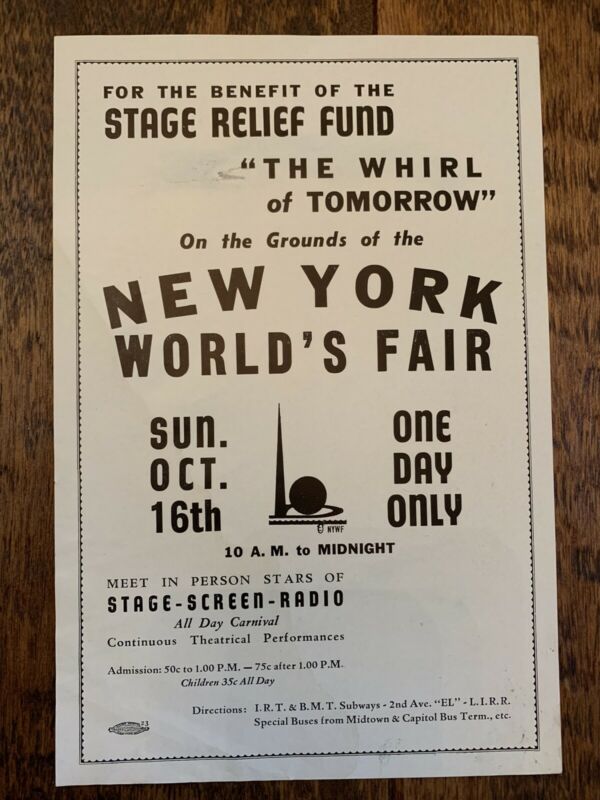 FOR THE BENEFIT OF THE
STAGE RELIEF FUND
"THE WHIRL
of TOMORROW"
On the Grounds of the
NEW YORK
WORLD'S FAIR
SUN.
OCT.
16th
ONE
DAY
ONLY
© NYWF
10 A. M. to MIDNIGHT
MEET IN PERSON STARS OF
STAGE-SCREEN-RADIO
All Day Carnival
Continuous Theatrical Performances
Admission: 50c to 1.00 P.M. — 75c after 1.00 P.M.
Children 35c All Day
Directions: I.R.T. & B.M.T. Subways - 2nd Ave. "EL" - L.I.R.R.
Special Buses from Midtown & Capitol Bus Term., etc.